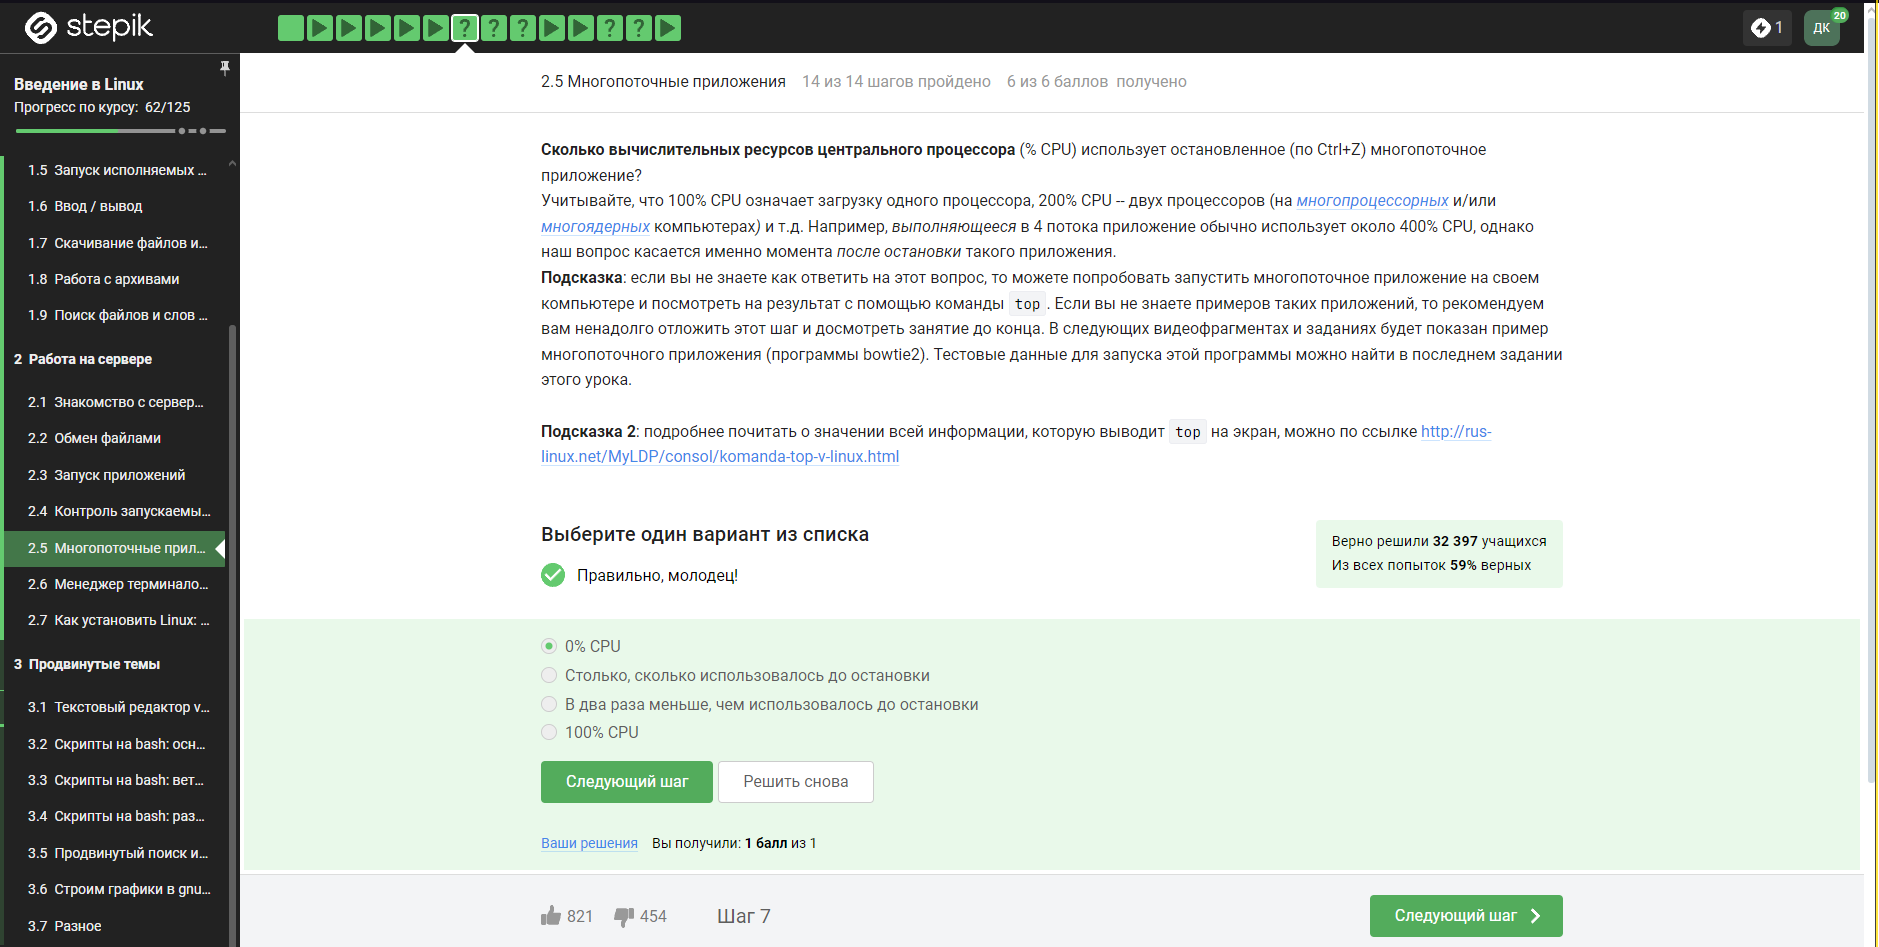 stepik
? ? ? ? ?
1
ДК
20
Введение в Linux
Прогресс по курсу: 62/125
1.5 Запуск исполняемых ...
1.6 Ввод / вывод
1.7 Скачивание файлов и...
1.8 Работа с архивами
1.9 Поиск файлов и слов ...
2 Работа на сервере
2.1 Знакомство с сервер...
2.2 Обмен файлами
2.3 Запуск приложений
2.4 Контроль запускаемы...
2.5 Многопоточные прил...
2.6 Менеджер терминало...
2.7 Как установить Linux: ...
3 Продвинутые темы
3.1 Текстовый редактор v...
3.2 Скрипты на bash: осн...
3.3 Скрипты на bash: вет...
3.4 Скрипты на bash: раз...
3.5 Продвинутый поиск и...
3.6 Строим графики в gnu...
3.7 Разное
2.5 Многопоточные приложения 14 из 14 шагов пройдено 6 из 6 баллов получено
Сколько вычислительных ресурсов центрального процессора (% CPU) использует остановленное (по Ctrl+Z) многопоточное
приложение?
Учитывайте, что 100% CPU означает загрузку одного процессора, 200% CPU -- двух процессоров (на многопроцессорных и/или
многоядерных компьютерах) и т.д. Например, выполняющееся в 4 потока приложение обычно использует около 400% CPU, однако
наш вопрос касается именно момента после остановки такого приложения.
Подсказка: если вы не знаете как ответить на этот вопрос, то можете попробовать запустить многопоточное приложение на своем
компьютере и посмотреть на результат с помощью команды top. Если вы не знаете примеров таких приложений, то рекомендуем
вам ненадолго отложить этот шаг и досмотреть занятие до конца. В следующих видеофрагментах и заданиях будет показан пример
многопоточного приложения (программы bowtie2). Тестовые данные для запуска этой программы можно найти в последнем задании
этого урока.
Подсказка 2: подробнее почитать о значении всей информации, которую выводит top на экран, можно по ссылке http://rus-
linux.net/MyLDP/consol/komanda-top-v-linux.html
Выберите один вариант из списка
Правильно, молодец!
Верно решили 32 397 учащихся
Из всех попыток 59% верных
0% CPU
Столько, сколько использовалось до остановки
В два раза меньше, чем использовалось до остановки
100% CPU
Следующий шаг
Решить снова
Ваши решения Вы получили: 1 балл из 1
821
454
Шаг 7
Следующий шаг